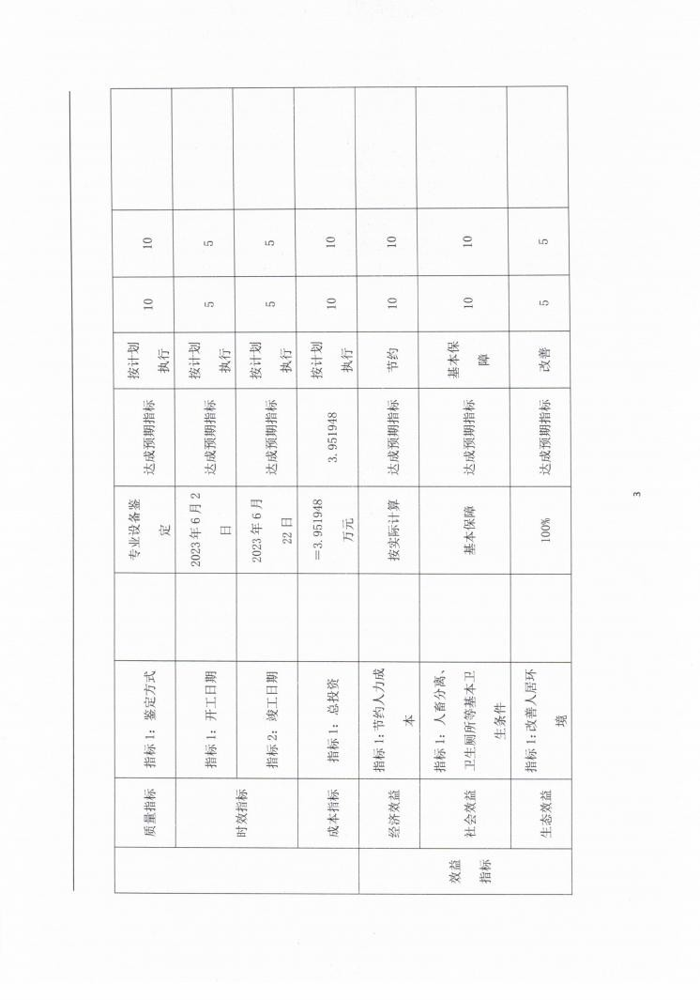 质量指标
指标 1：鉴定方式
专业设备鉴
定
达成预期指标
按计划
执行
10
10
时效指标
指标 1：开工日期
2023 年 6 月 2
日
达成预期指标
按计划
执行
5
5
指标 2：竣工日期
2023 年 6 月
22 日
达成预期指标
按计划
执行
5
5
成本指标
指标 1：总投资
＝3.951948
万元
3.951948
按计划
执行
10
10
效益
指标
经济效益
指标 1:节约人力成
本
按实际计算
达成预期指标
节约
10
10
社会效益
指标 1：人畜分离、
卫生厕所等基本卫
生条件
基本保障
达成预期指标
基本保
障
10
10
生态效益
指标 1:改善人居环
境
100%
达成预期指标
改善
5
5
3